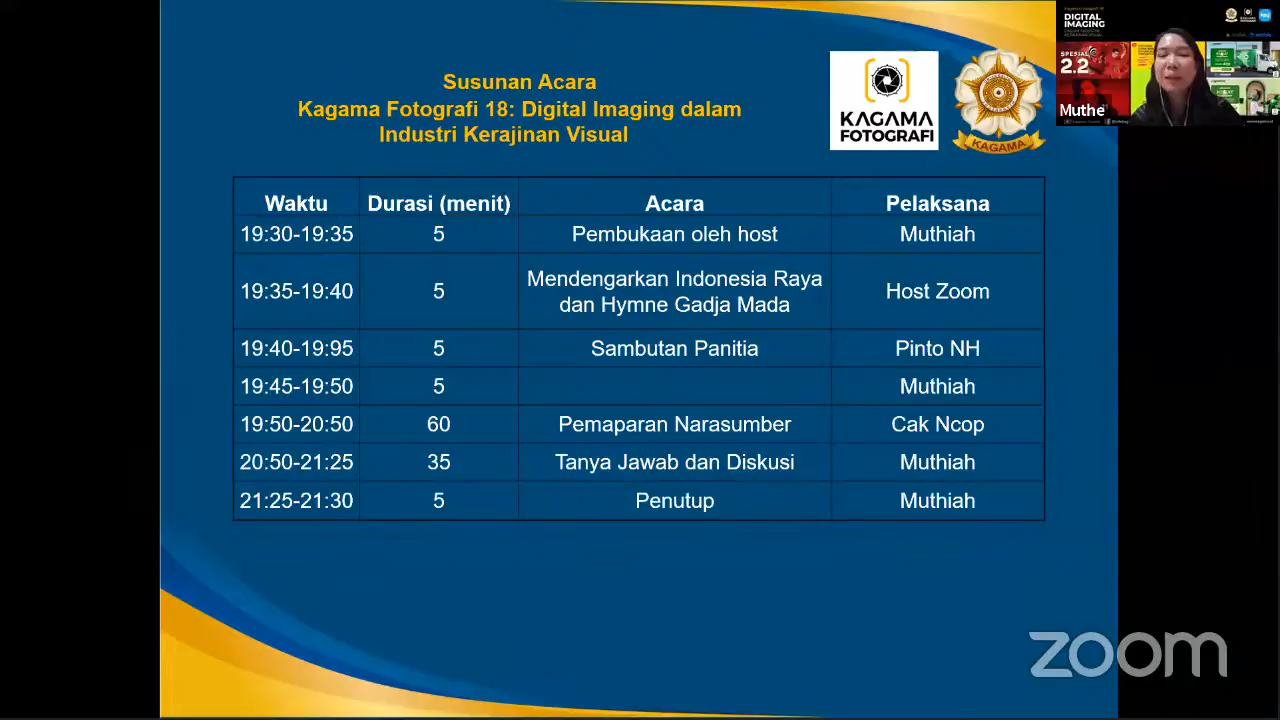 Susunan Acara
Kagama Fotografi 18: Digital Imaging dalam
Industri Kerajinan Visual
KAGAMA
FOTOGRAFI
KAGAMA
DIGITAL
IMAGING
SPESIAL
2.2
Muthe
Waktu Durasi (menit) Acara Pelaksana
19:30-19:35 5 Pembukaan oleh host Muthiah
19:35-19:40 5 Mendengarkan Indonesia Raya
dan Hymne Gadja Mada Host Zoom
19:40-19:95 5 Sambutan Panitia Pinto NH
19:45-19:50 5 Muthiah
19:50-20:50 60 Pemaparan Narasumber Cak Ncop
20:50-21:25 35 Tanya Jawab dan Diskusi Muthiah
21:25-21:30 5 Penutup Muthiah
zoom